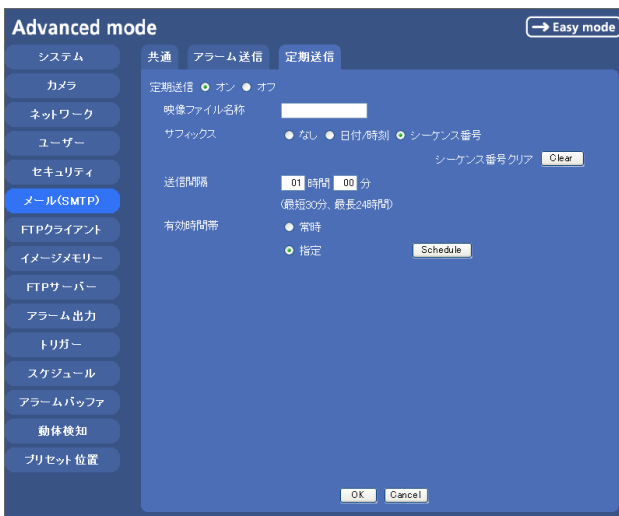 Advanced mode
→ Easy mode
システム
カメラ
ネットワーク
ユーザー
セキュリティ
メール(SMTP)
FTPクライアント
イメージメモリー
FTPサーバー
アラーム出力
トリガー
スケジュール
アラームバッファ
動体検知
プリセット位置
共通 アラーム送信 定期送信
定期送信 オン オフ
映像ファイル名称
サフィックス なし 日付/時刻 シーケンス番号
シーケンス番号クリア Clear
送信間隔 01 時間 00 分
(最短30分、最長24時間)
有効時間帯 常時
指定 Schedule
OK Cancel